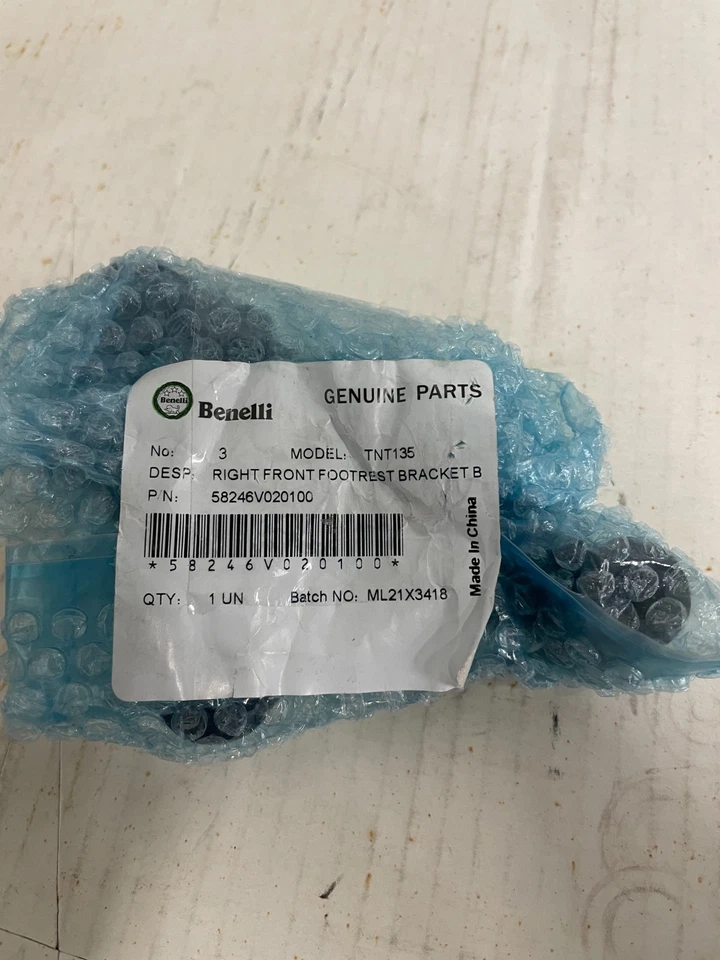 Benelli
Benelli
GENUINE PARTS
No: 3 MODEL: TNT135
DESP: RIGHT FRONT FOOTREST BRACKET B
P/N: 58246V020100
*58246V020100*
QTY: 1 UN Batch NO: ML21X3418
Made In China